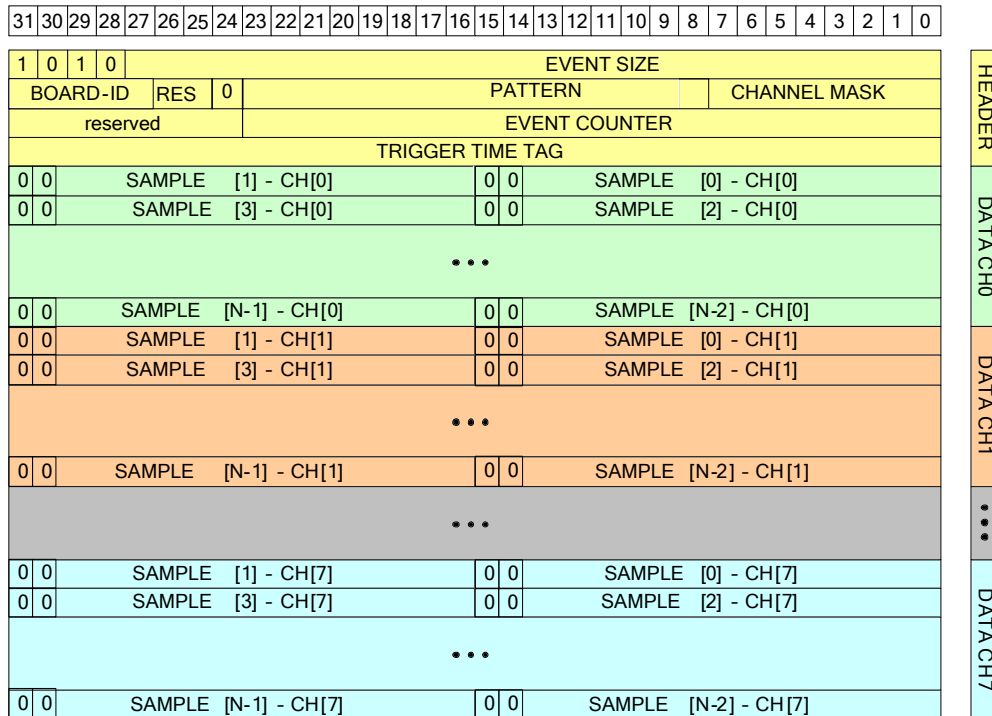 31 30 29 28 27 26 25 24 23 22 21 20 19 18 17 16 15 14 13 12 11 10 9 8 7 6 5 4 3 2 1 0
1 0 1 0 EVENT SIZE
BOARD-ID RES 0 PATTERN CHANNEL MASK
reserved EVENT COUNTER
TRIGGER TIME TAG
HEADER
0 0 SAMPLE [1] - CH[0] 0 0 SAMPLE [0] - CH[0]
0 0 SAMPLE [3] - CH[0] 0 0 SAMPLE [2] - CH[0]
...
0 0 SAMPLE [N-1] - CH[0] 0 0 SAMPLE [N-2] - CH[0]
DATA CH0
0 0 SAMPLE [1] - CH[1] 0 0 SAMPLE [0] - CH[1]
0 0 SAMPLE [3] - CH[1] 0 0 SAMPLE [2] - CH[1]
...
0 0 SAMPLE [N-1] - CH[1] 0 0 SAMPLE [N-2] - CH[1]
DATA CH1
...
...
0 0 SAMPLE [1] - CH[7] 0 0 SAMPLE [0] - CH[7]
0 0 SAMPLE [3] - CH[7] 0 0 SAMPLE [2] - CH[7]
...
0 0 SAMPLE [N-1] - CH[7] 0 0 SAMPLE [N-2] - CH[7]
DATA CH7